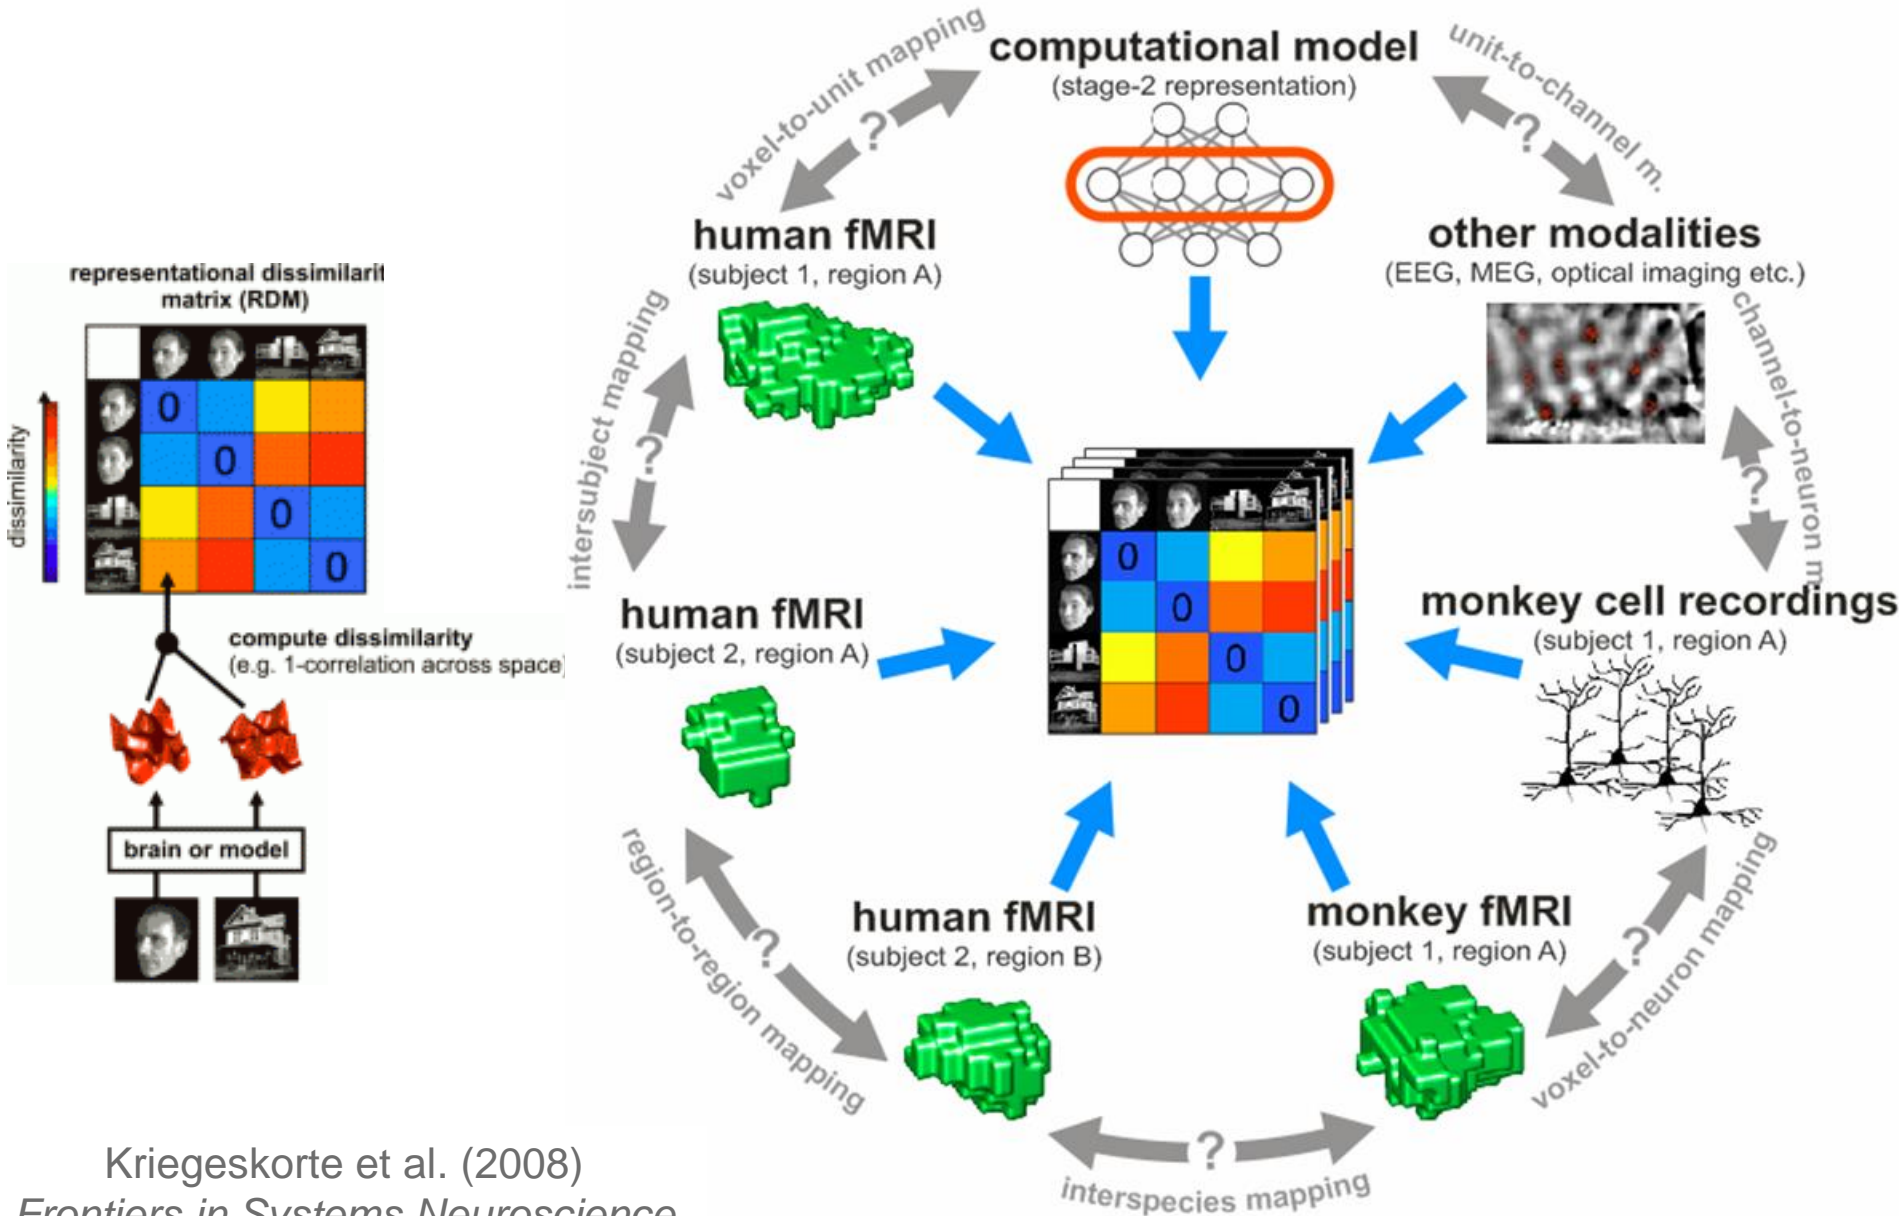 representational dissimilarit
matrix (RDM)
dissimilarity
0
0
0
0
compute dissimilarity
(e.g. 1-correlation across space)
brain or model
Kriegeskorte et al. (2008)
Frontiers in Systems Neuroscience
computational model
(stage-2 representation)
voxel-to-unit mapping
?
unit-to-channel m.
?
human fMRI
(subject 1, region A)
other modalities
(EEG, MEG, optical imaging etc.)
intersubject mapping
?
channel-to-neuron m
?
0
0
0
0
human fMRI
(subject 2, region A)
monkey cell recordings
(subject 1, region A)
region-to-region mapping
?
human fMRI
(subject 2, region B)
monkey fMRI
(subject 1, region A)
voxel-to-neuron mapping
?
?
interspecies mapping